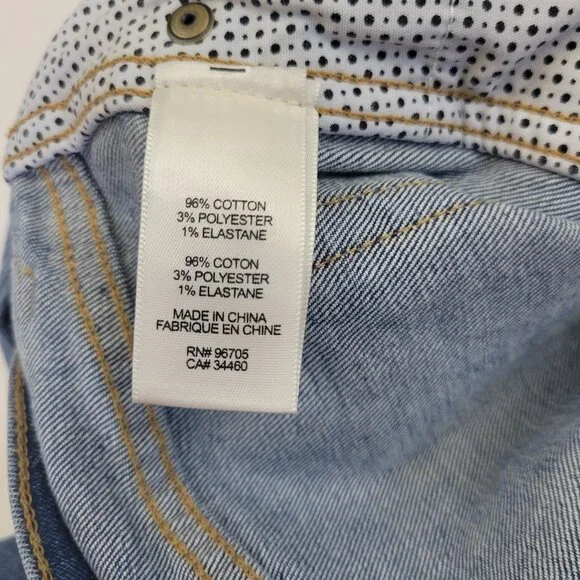 96% COTTON
3% POLYESTER
1% ELASTANE
96% COTON
3% POLYESTER
1% ELASTANE
MADE IN CHINA
FABRIQUE EN CHINE
RN# 96705
CA# 34460